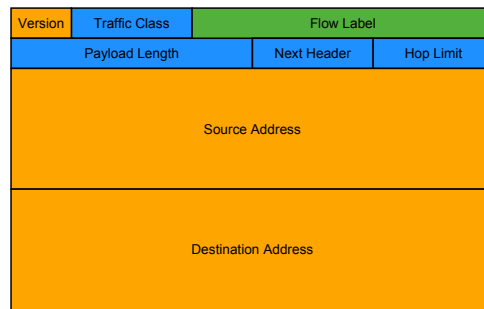 Version Traffic Class Flow Label
Payload Length Next Header Hop Limit
Source Address
Destination Address